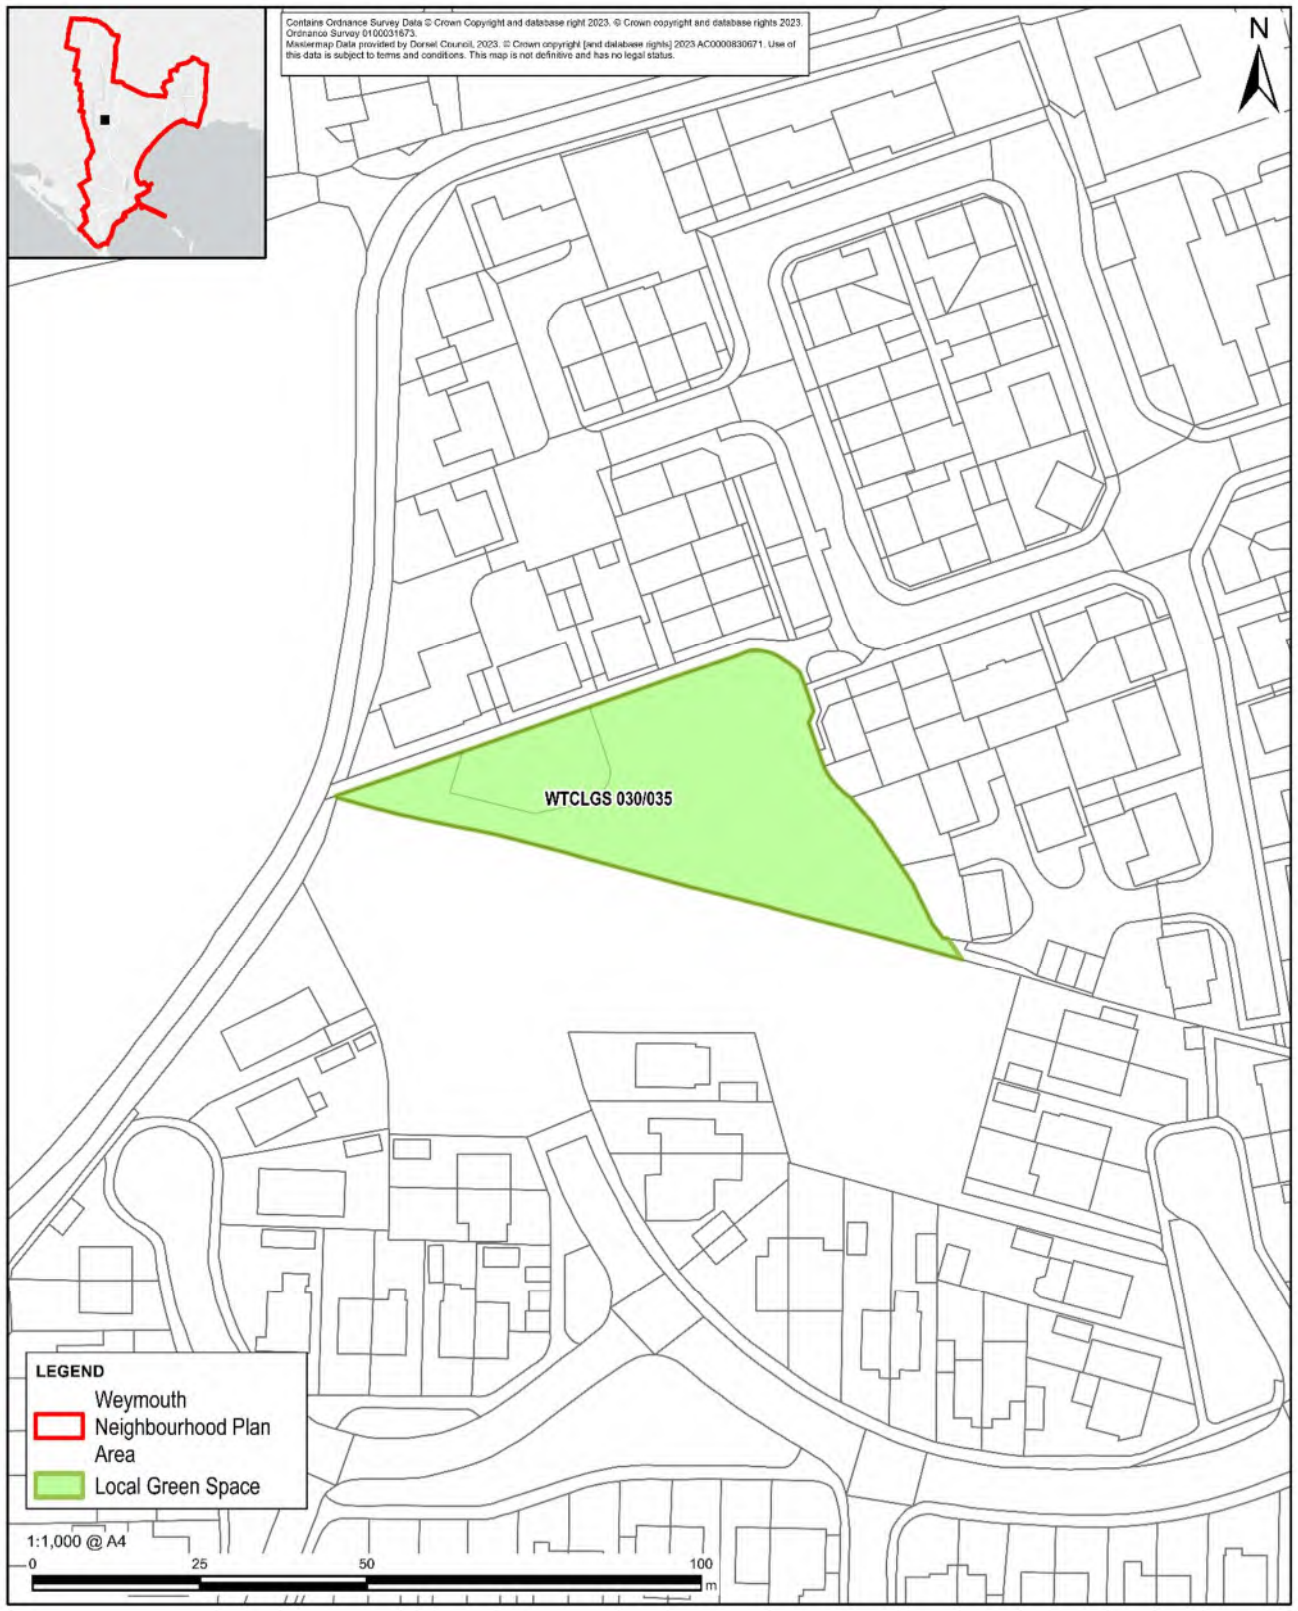 Contains Ordnance Survey Data © Crown Copyright and database right 2023. © Crown copyright and database rights 2023.
Ordnance Survey 0100031673.
Mastermap Data provided by Dorset Council, 2023. © Crown copyright [and database rights] 2023 AC0000830671. Use of
this data is subject to terms and conditions. This map is not definitive and has no legal status.
N
WTCLGS 030/035
LEGEND
Weymouth
Neighbourhood Plan
Area
Local Green Space
1:1,000 @ A4
0 25 50 100
m